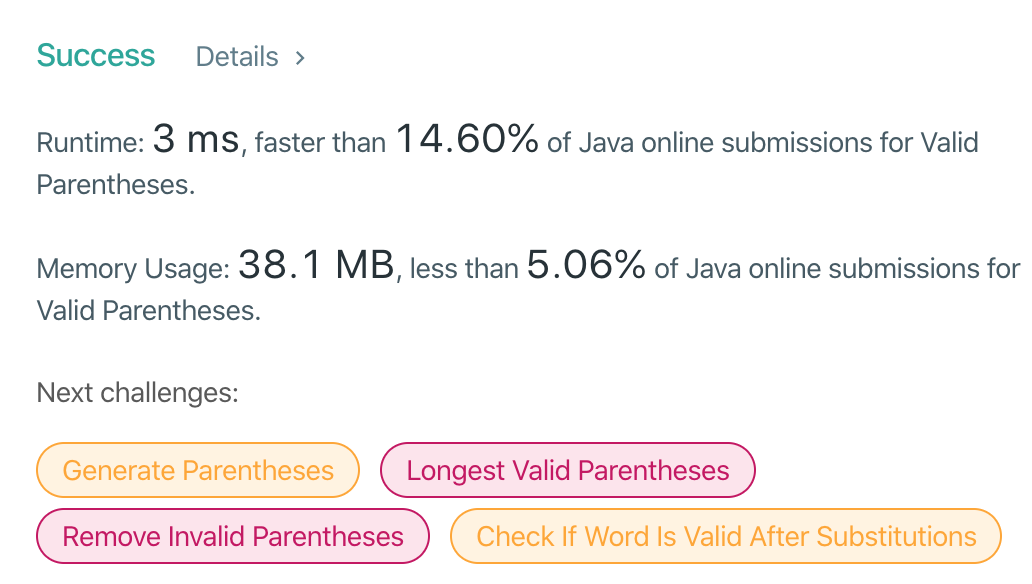 Success Details >
Runtime: 3 ms, faster than 14.60% of Java online submissions for Valid
Parentheses.
Memory Usage: 38.1 MB, less than 5.06% of Java online submissions for
Valid Parentheses.
Next challenges:
Generate Parentheses Longest Valid Parentheses
Remove Invalid Parentheses Check If Word Is Valid After Substitutions